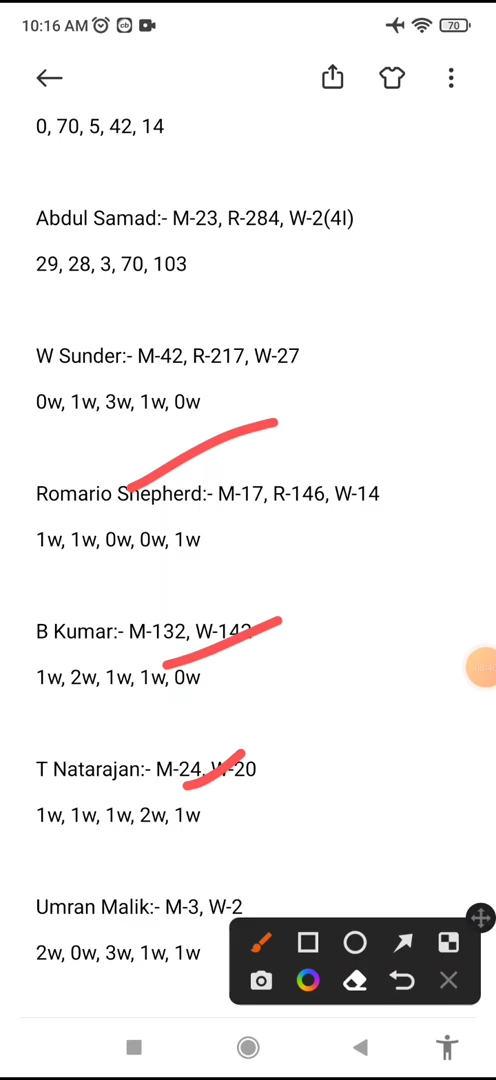 10:16 AM
70
0, 70, 5, 42, 14
Abdul Samad:- M-23, R-284, W-2(4I)
29, 28, 3, 70, 103
W Sunder:- M-42, R-217, W-27
0w, 1w, 3w, 1w, 0w
Romario Shepherd:- M-17, R-146, W-14
1w, 1w, 0w, 0w, 1w
B Kumar:- M-132,
1w, 2w, 1w, 1w, 0w
T Natarajan:- M-24, W-20
1w, 1w, 1w, 2w, 1w
Umran Malik:- M-3, W-2
2w, 0w, 3w, 1w, 1w